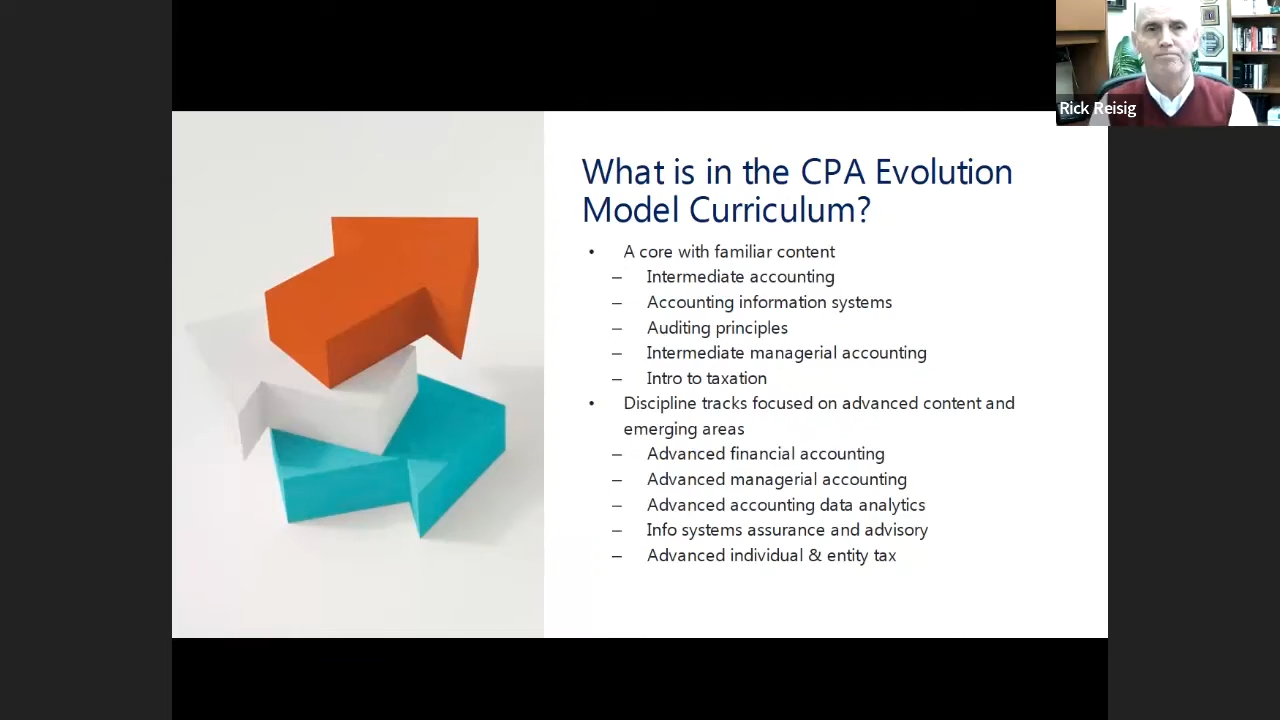 Rick Reisig
What is in the CPA Evolution
Model Curriculum?
• A core with familiar content
– Intermediate accounting
– Accounting information systems
– Auditing principles
– Intermediate managerial accounting
– Intro to taxation
• Discipline tracks focused on advanced content and
emerging areas
– Advanced financial accounting
– Advanced managerial accounting
– Advanced accounting data analytics
– Info systems assurance and advisory
– Advanced individual & entity tax